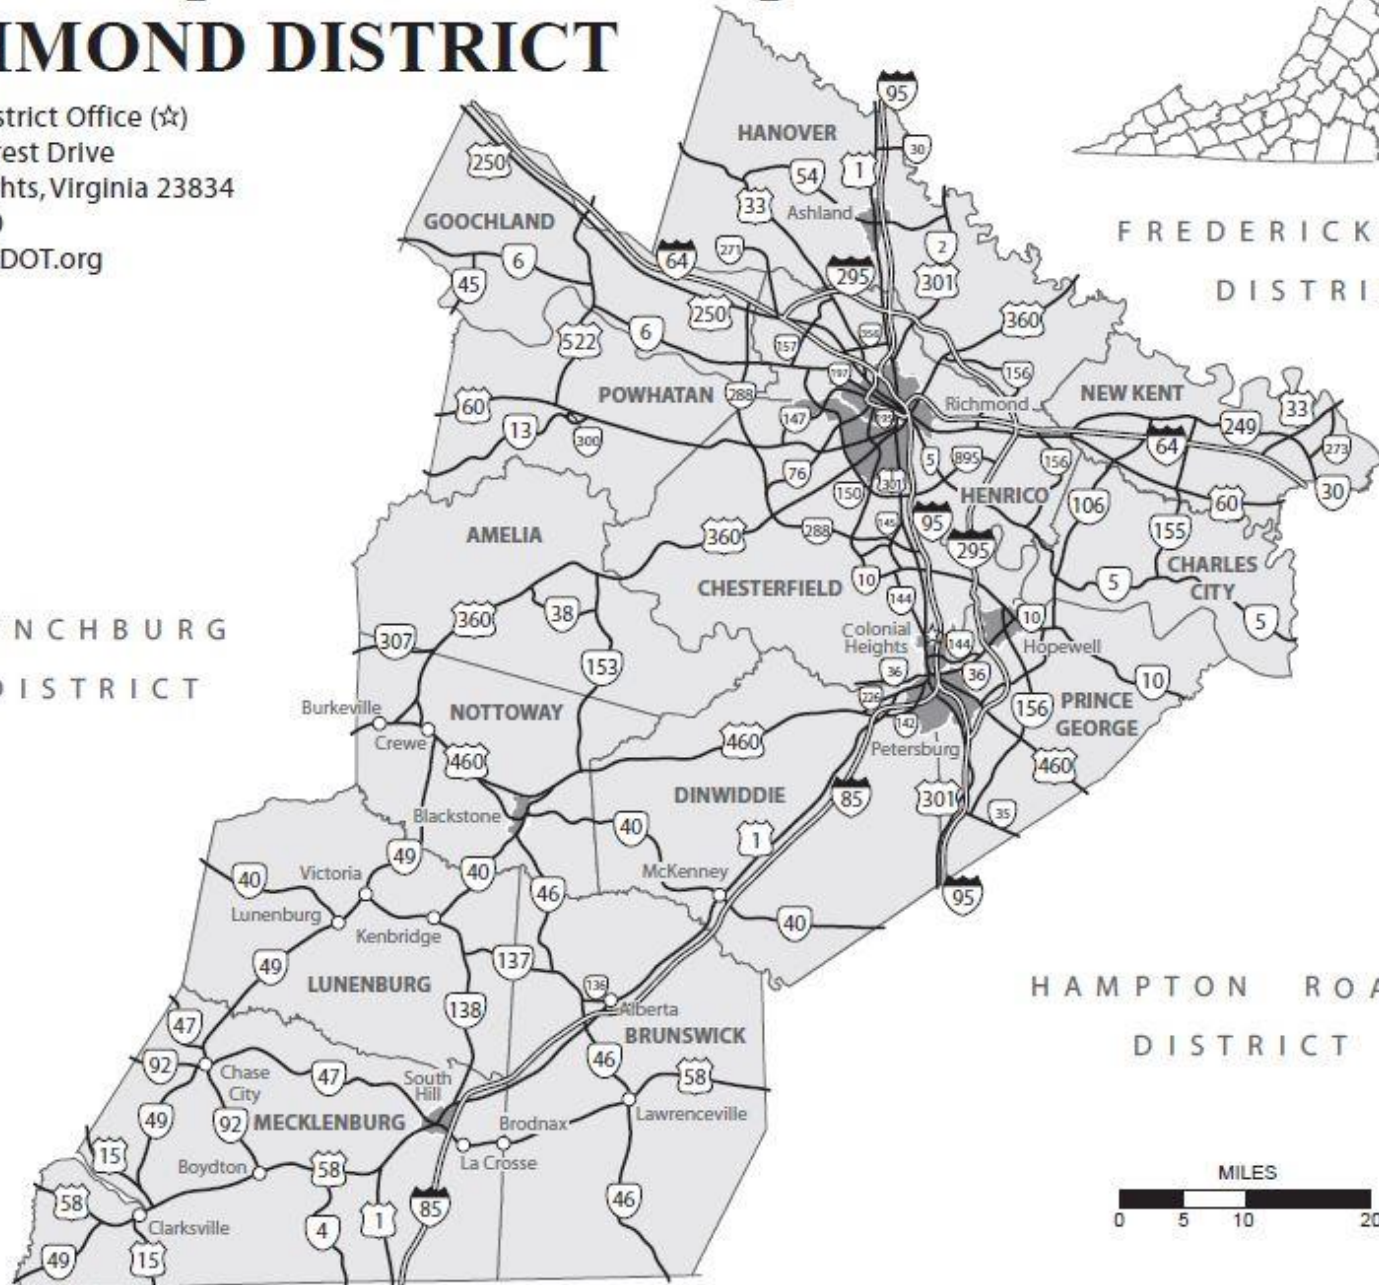 IMOND DISTRICT
strict Office (☆)
rest Drive
hts, Virginia 23834
)
DOT.org
95
HANOVER
30
250
54
1
33
Ashland
GOOCHLAND
2
271
64
6
295
301
45
250
360
522
6
157
356
156
197
POWHATAN
288
NEW KENT
60
Richmond
33
147
195
249
13
300
64
273
5
895
156
76
30
301
150
HENRICO
106
60
95
AMELIA
360
288
145
155
295
CHARLES
CITY
CHESTERFIELD
10
5
144
360
38
10
5
307
Colonial
Heights
144
Hopewell
153
36
36
10
226
Burkeville
NOTTOWAY
156
PRINCE
GEORGE
142
Crewe
460
Petersburg
460
460
DINWIDDIE
85
301
35
Blackstone
40
1
49
Victoria
40
McKenney
40
46
95
Lunenburg
40
Kenbridge
49
137
LUNENBURG
136
138
Alberta
47
BRUNSWICK
92
Chase
City
47
South
Hill
46
58
49
92
MECKLENBURG
Brodnax
Lawrenceville
15
Boydton
58
La Crosse
58
46
85
1
4
Clarksville
49
15
FREDERICK
DISTRI
NCHBURG
DISTRICT
HAMPTON ROA
DISTRICT
MILES
0 5 10 20